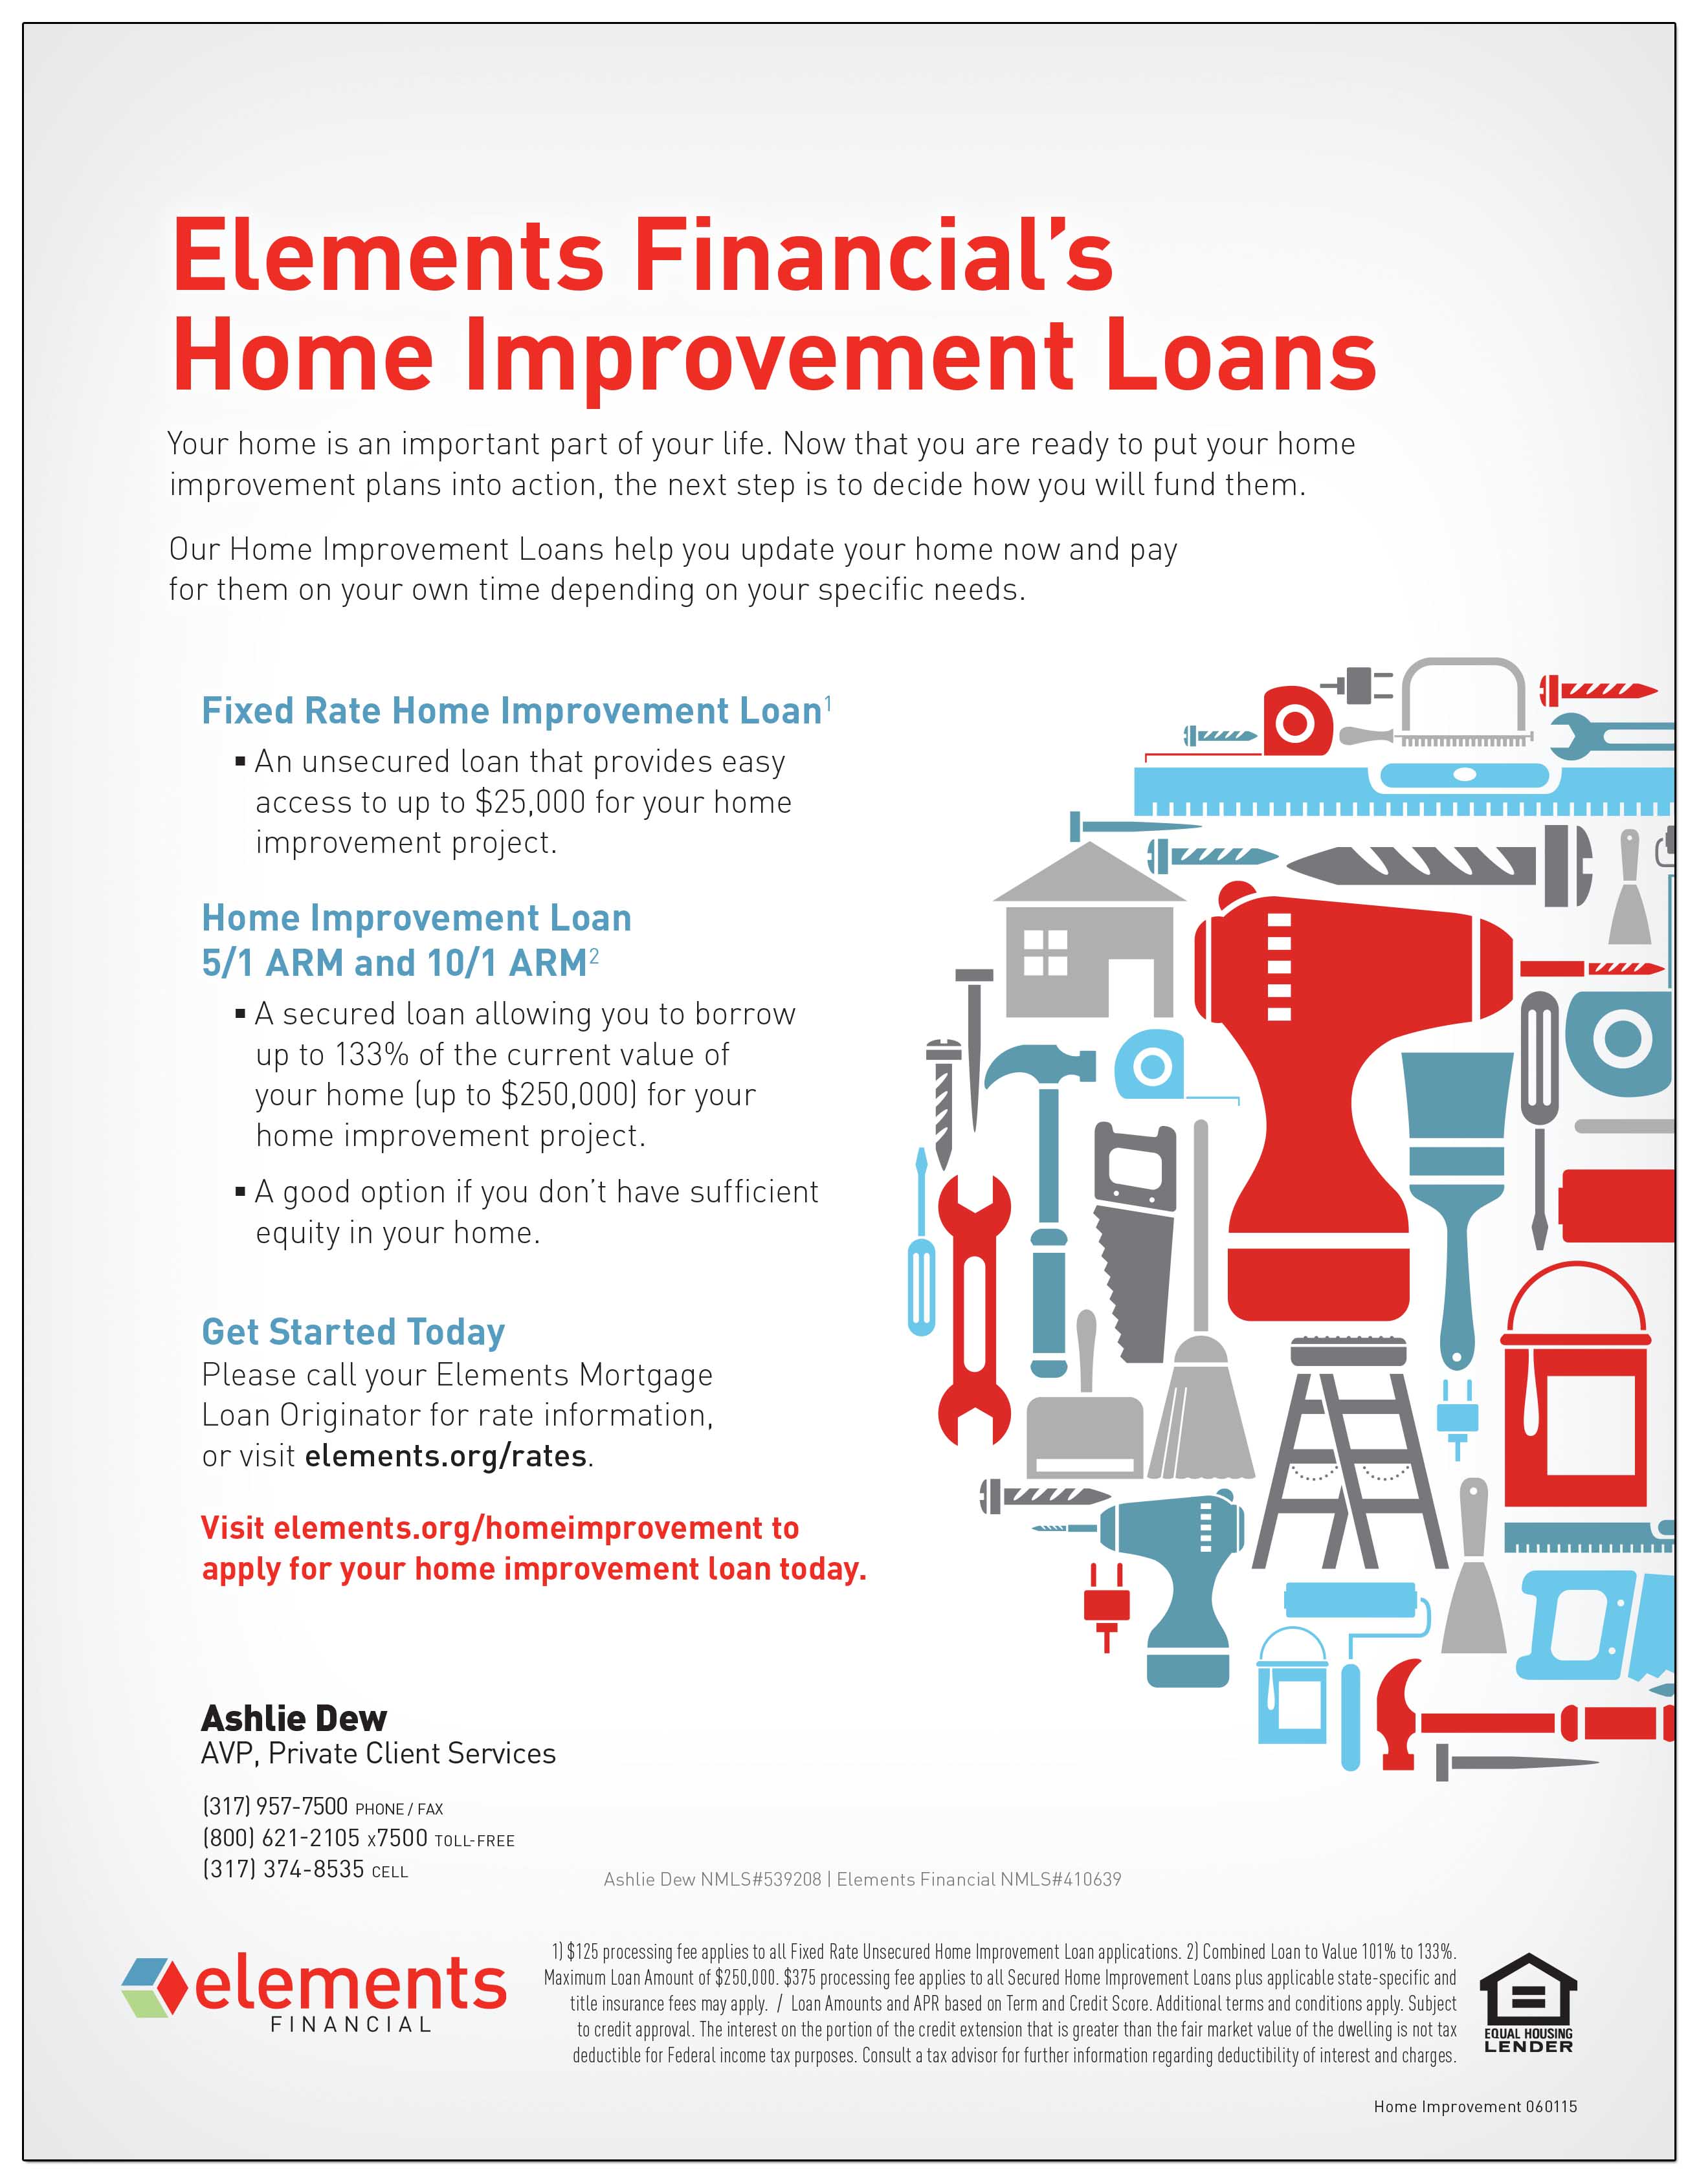 Elements Financial's
Home Improvement Loans
Your home is an important part of your life. Now that you are ready to put your home
improvement plans into action, the next step is to decide how you will fund them.
Our Home Improvement Loans help you update your home now and pay
for them on your own time depending on your specific needs.
Fixed Rate Home Improvement Loan¹
▪ An unsecured loan that provides easy
access to up to $25,000 for your home
improvement project.
Home Improvement Loan
5/1 ARM and 10/1 ARM²
▪ A secured loan allowing you to borrow
up to 133% of the current value of
your home (up to $250,000) for your
home improvement project.
▪ A good option if you don't have sufficient
equity in your home.
Get Started Today
Please call your Elements Mortgage
Loan Originator for rate information,
or visit elements.org/rates.
Visit elements.org/homeimprovement to
apply for your home improvement loan today.
Ashlie Dew
AVP, Private Client Services
(317) 957-7500 PHONE / FAX
(800) 621-2105 x7500 TOLL-FREE
(317) 374-8535 CELL
Ashlie Dew NMLS#539208 | Elements Financial NMLS#410639
elements
FINANCIAL
1) $125 processing fee applies to all Fixed Rate Unsecured Home Improvement Loan applications. 2) Combined Loan to Value 101% to 133%.
Maximum Loan Amount of $250,000. $375 processing fee applies to all Secured Home Improvement Loans plus applicable state-specific and
title insurance fees may apply. / Loan Amounts and APR based on Term and Credit Score. Additional terms and conditions apply. Subject
to credit approval. The interest on the portion of the credit extension that is greater than the fair market value of the dwelling is not tax
deductible for Federal income tax purposes. Consult a tax advisor for further information regarding deductibility of interest and charges.
EQUAL HOUSING
LENDER
Home Improvement 060115